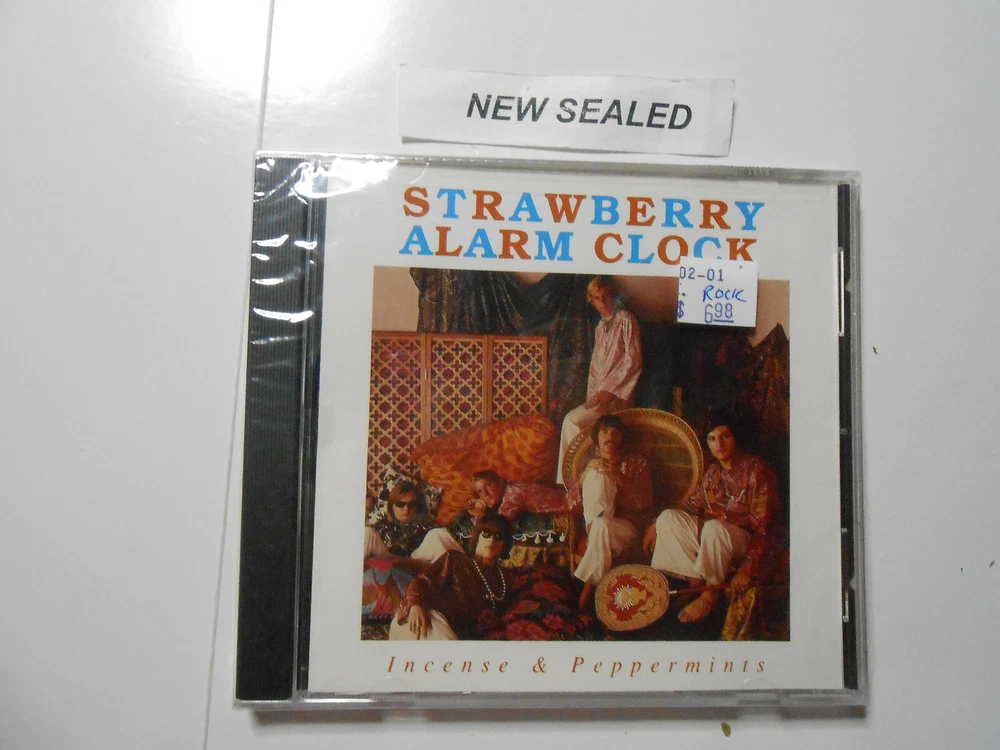 NEW SEALED
STRAWBERRY
ALARM CLOCK
02-01
ROCK
$ 6.98
Incense & Peppermints